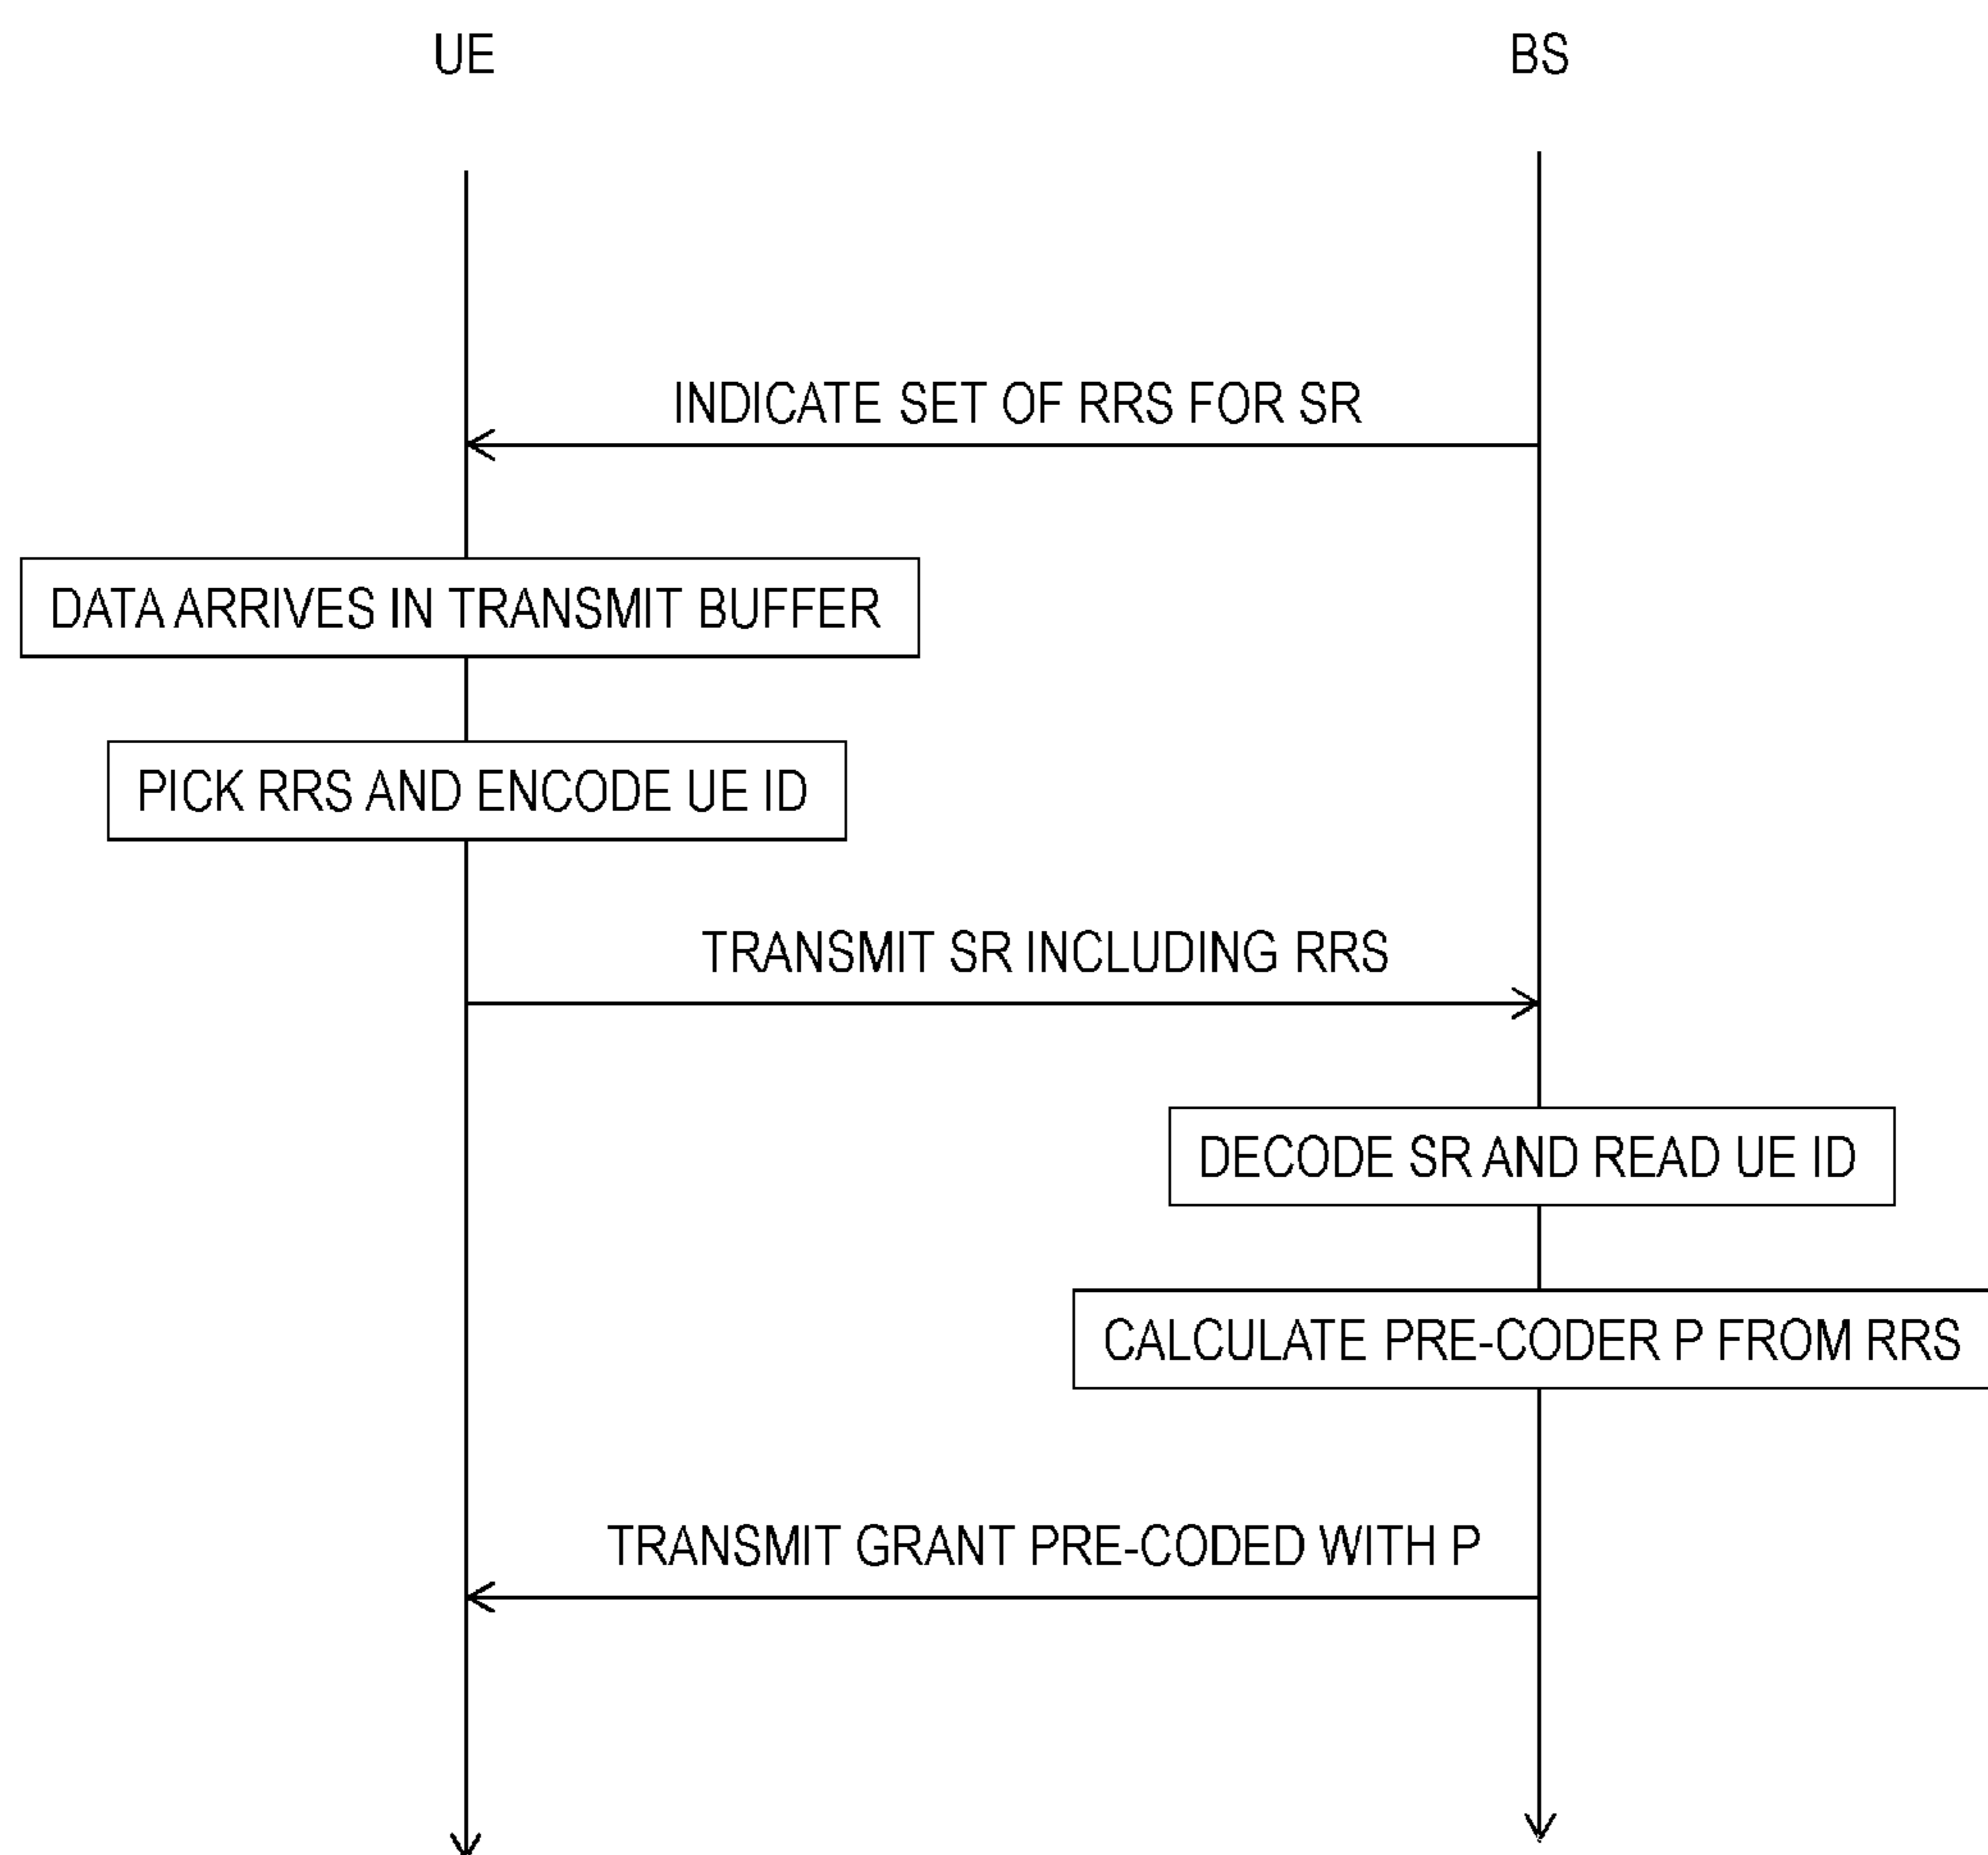 UE
BS
INDICATE SET OF RRS FOR SR
DATA ARRIVES IN TRANSMIT BUFFER
PICK RRS AND ENCODE UE ID
TRANSMIT SR INCLUDING RRS
DECODE SR AND READ UE ID
CALCULATE PRE-CODER P FROM RRS
TRANSMIT GRANT PRE-CODED WITH P